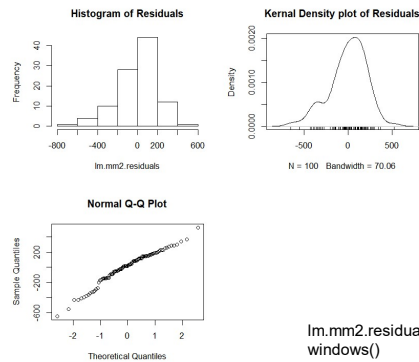 Histogram of Residuals
Frequency
0 10 20 30 40
-800 -400 0 200 600
lm.mm2.residuals
Kernal Density plot of Residuals
Density
0.0000 0.0010 0.0020
-500 0 500
N = 100 Bandwidth = 70.06
Normal Q-Q Plot
Sample Quantiles
-600 -200 200
-2 -1 0 1 2
Theoretical Quantiles
lm.mm2.residua
windows()